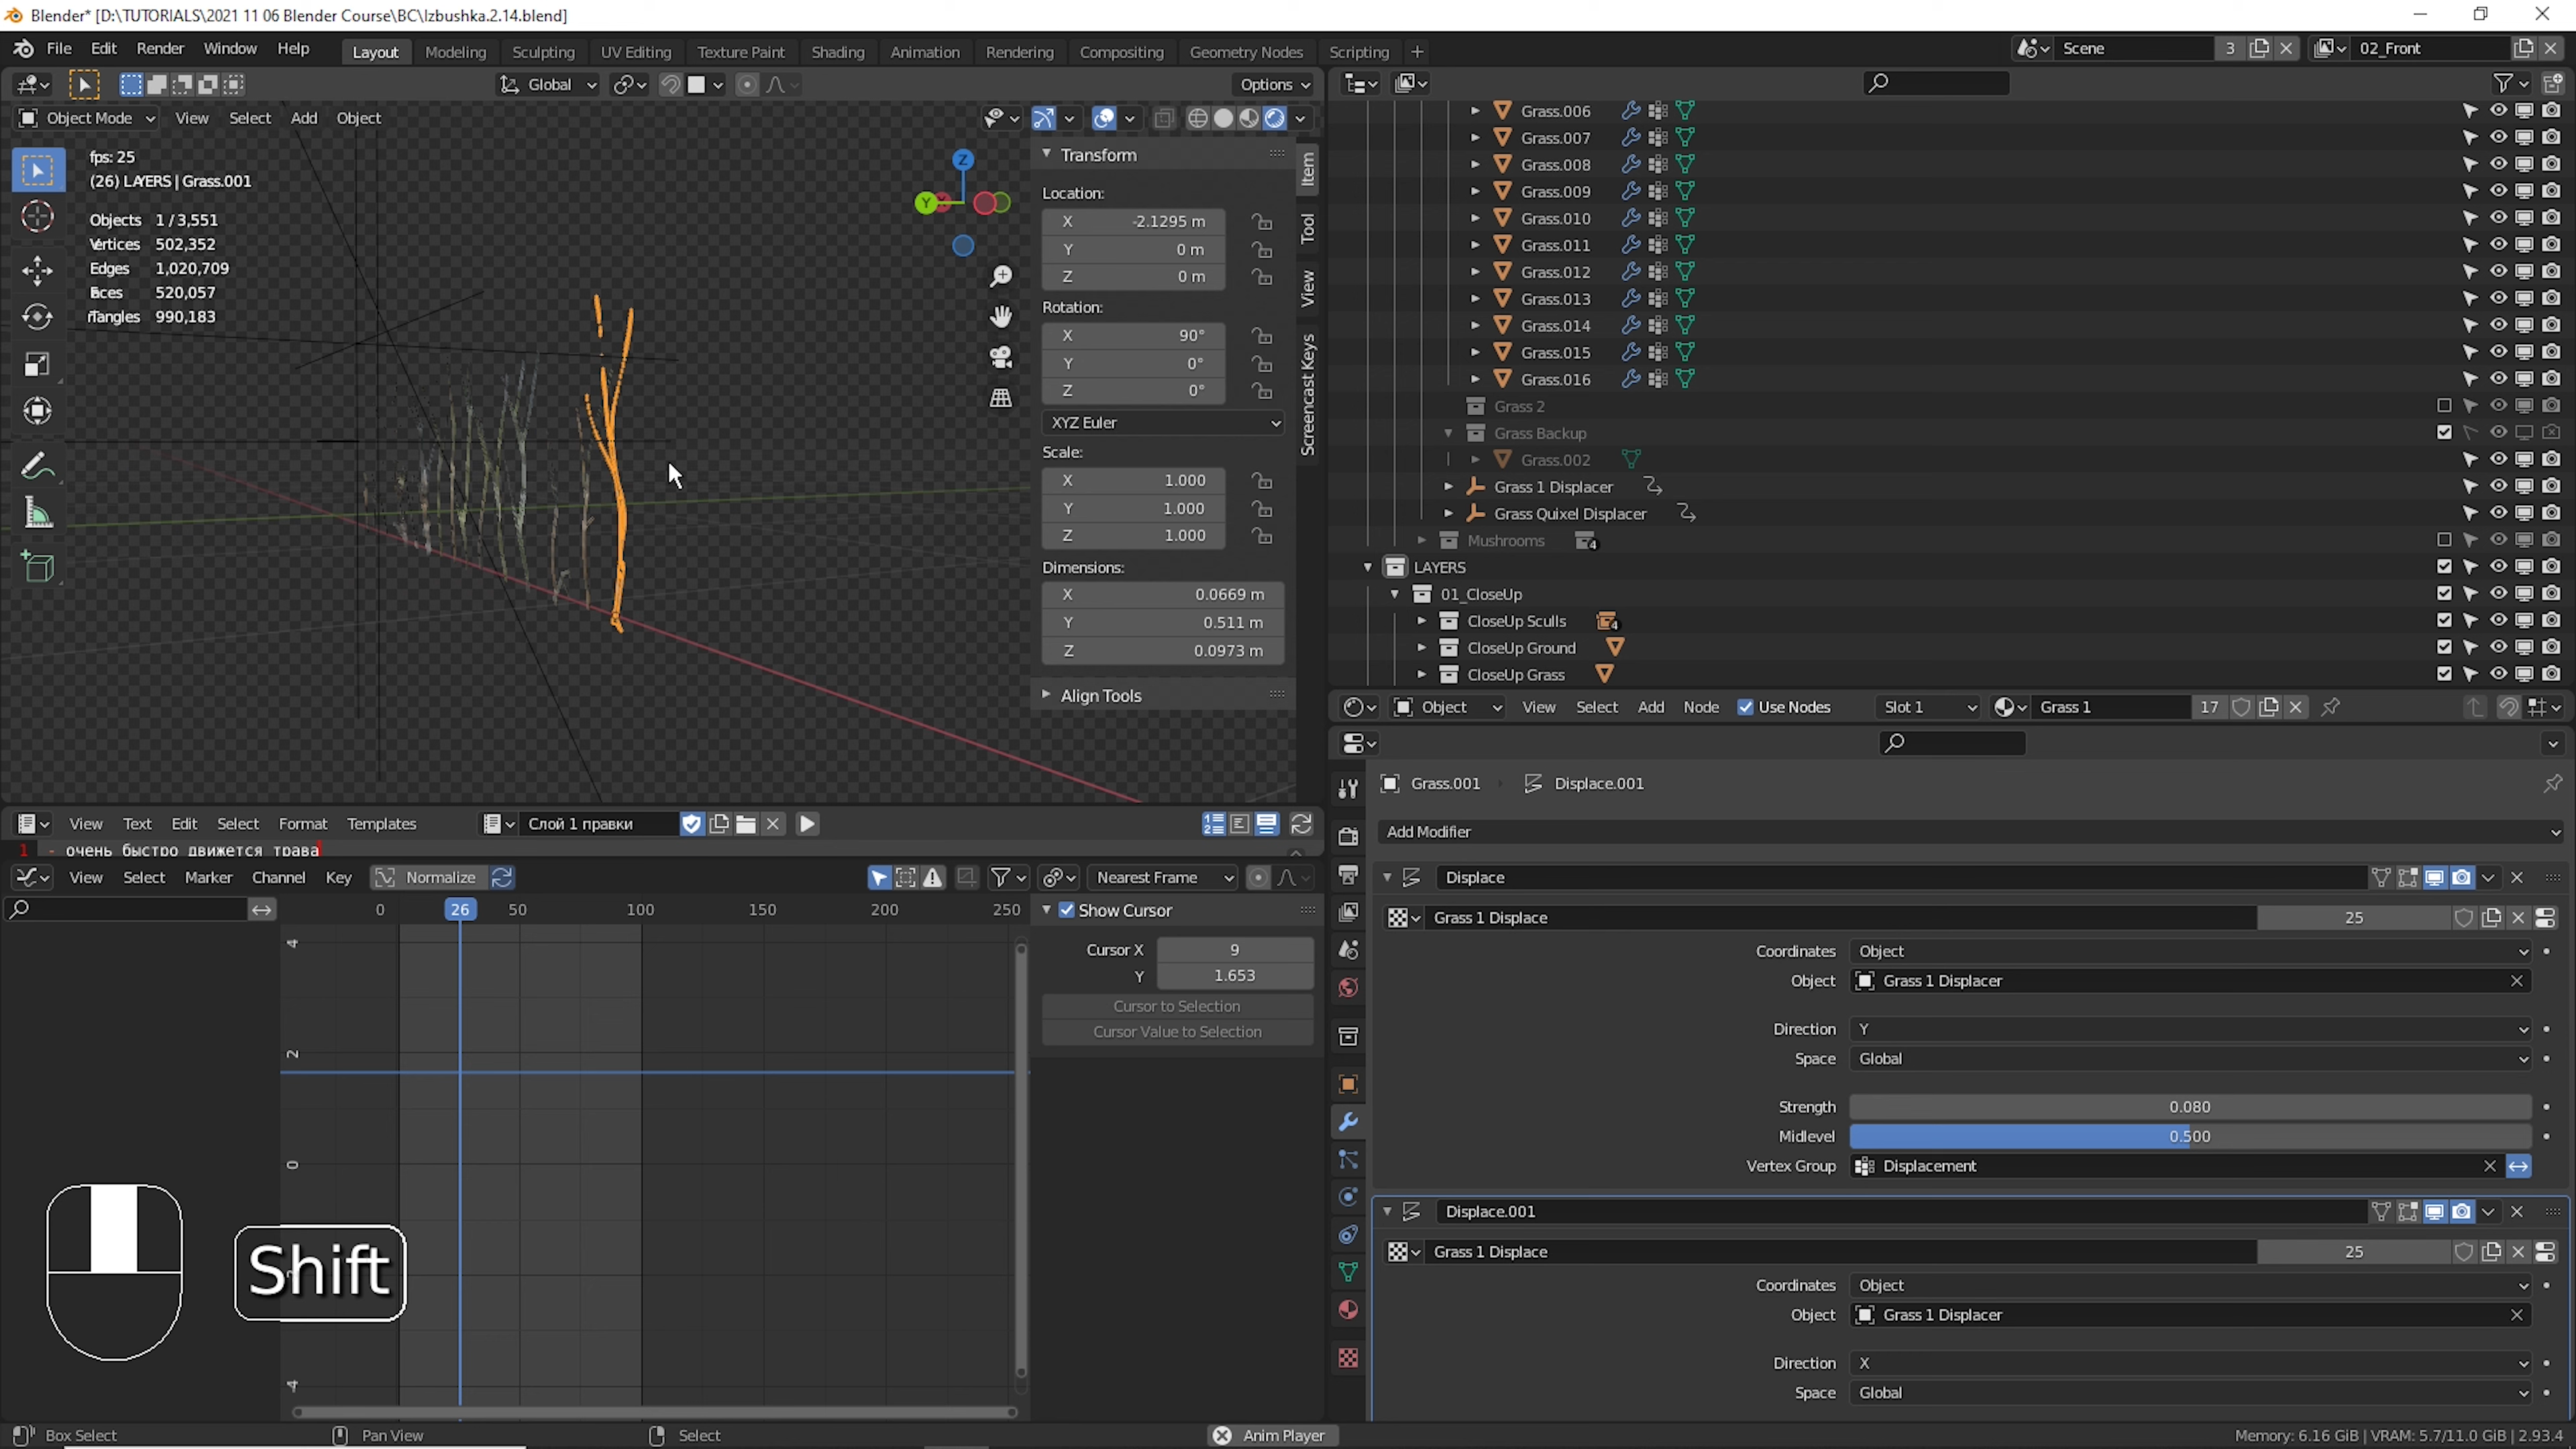 Blender* [D:\TUTORIALS\2021 11 06 Blender Course\BC\Izbushka.2.14.blend]
File Edit Render Window Help Layout Modeling Sculpting UV Editing Texture Paint Shading Animation Rendering Compositing Geometry Nodes Scripting + Scene 3 02_Front
Global Options
Object Mode View Select Add Object
fps: 25
(26) LAYERS | Grass.001
Objects 1 / 3,551
Vertices 502,352
Edges 1,020,709
Faces 520,057
Triangles 990,183
Z
Y
Transform
Location:
X -2.1295 m
Y 0 m
Z 0 m
Rotation:
X 90°
Y 0°
Z 0°
XYZ Euler
Scale:
X 1.000
Y 1.000
Z 1.000
Dimensions:
X 0.0669 m
Y 0.511 m
Z 0.0973 m
Align Tools
Item
Tool
View
Screencast Keys
Grass.006
Grass.007
Grass.008
Grass.009
Grass.010
Grass.011
Grass.012
Grass.013
Grass.014
Grass.015
Grass.016
Grass 2
Grass Backup
Grass.002
Grass 1 Displacer
Grass Quixel Displacer
Mushrooms 4
LAYERS
01_CloseUp
CloseUp Sculls 4
CloseUp Ground
CloseUp Grass
Object View Select Add Node Use Nodes Slot 1 Grass 1 17
Grass.001 Displace.001
Add Modifier
Displace
Grass 1 Displace 25
Coordinates Object
Object Grass 1 Displacer
Direction Y
Space Global
Strength 0.080
Midlevel 0.500
Vertex Group Displacement
Displace.001
Grass 1 Displace 25
Coordinates Object
Object Grass 1 Displacer
Direction X
Space Global
View Text Edit Select Format Templates Слой 1 правки
1 - очень быстро движется трава
View Select Marker Channel Key Normalize Nearest Frame
0 26 50 100 150 200 250
4
2
0
-4
Show Cursor
Cursor X 9
Y 1.653
Cursor to Selection
Cursor Value to Selection
Shift
Box Select Pan View Select Anim Player Memory: 6.16 GiB | VRAM: 5.7/11.0 GiB | 2.93.4